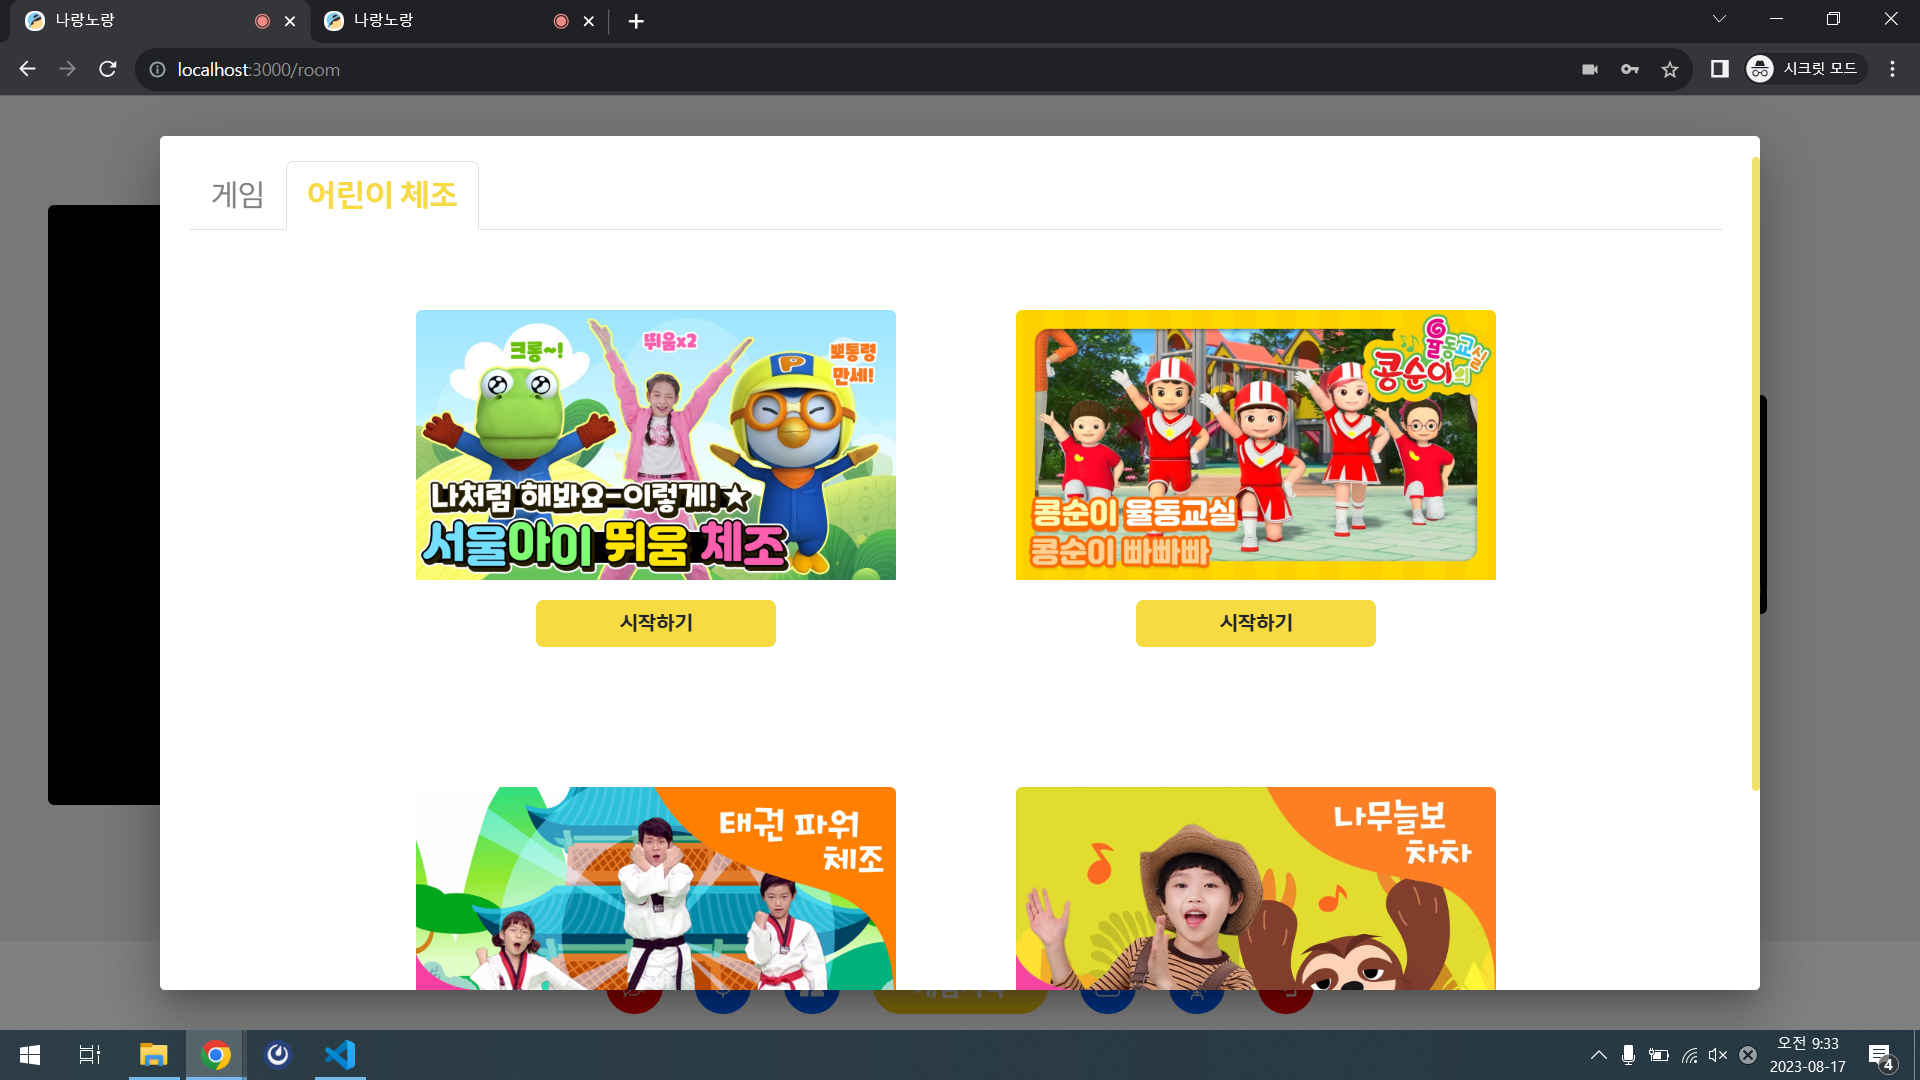 나랑노랑
나랑노랑
localhost:3000/room
시크릿 모드
게임
어린이 체조
크롱~!
뛰움x2
뽀통령
만세!
P
나처럼 해봐요-이렇게!★
서울아이 뛰움 체조
콩순이의
율동교실
콩순이 율동교실
콩순이 빠빠빠
시작하기
시작하기
태권 파워
체조
나무늘보
차차
오전 9:33
2023-08-17
4